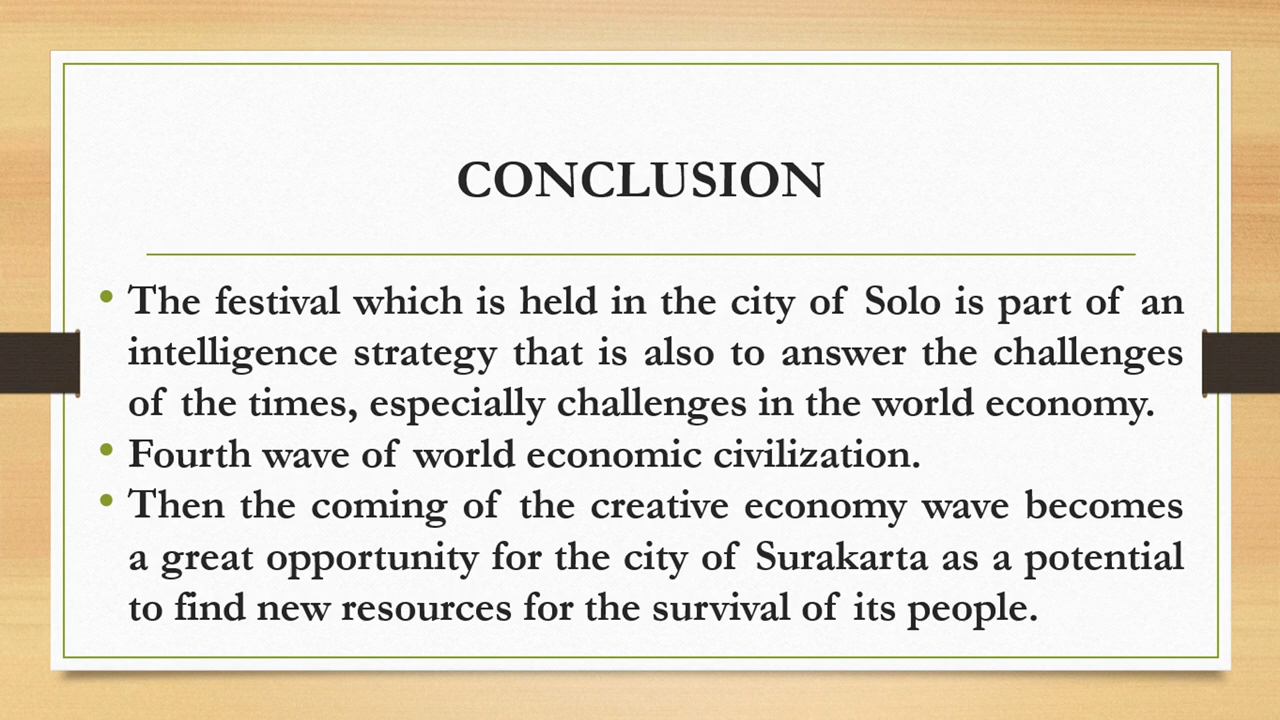 CONCLUSION
• The festival which is held in the city of Solo is part of an
intelligence strategy that is also to answer the challenges
of the times, especially challenges in the world economy.
• Fourth wave of world economic civilization.
• Then the coming of the creative economy wave becomes
a great opportunity for the city of Surakarta as a potential
to find new resources for the survival of its people.